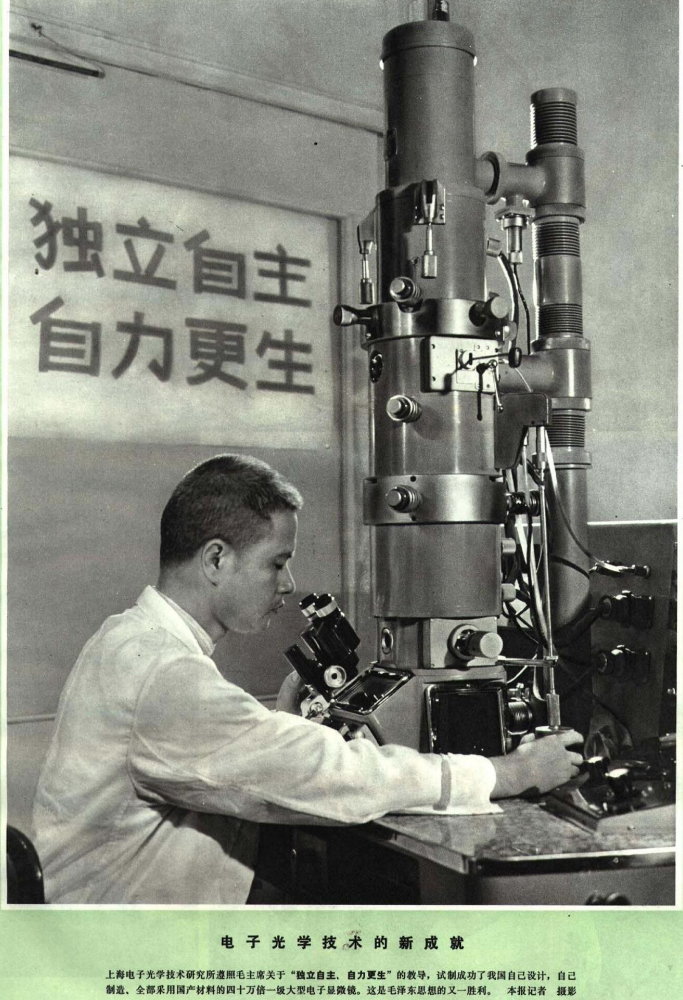 独立自主
自力更生
电子光学技术的新成就
上海电子光学技术研究所遵照毛主席关于“独立自主、自力更生”的教导，试制成功了我国自己设计，自己
制造、全部采用国产材料的四十万倍一级大型电子显微镜。这是毛泽东思想的又一胜利。 本报记者 摄影